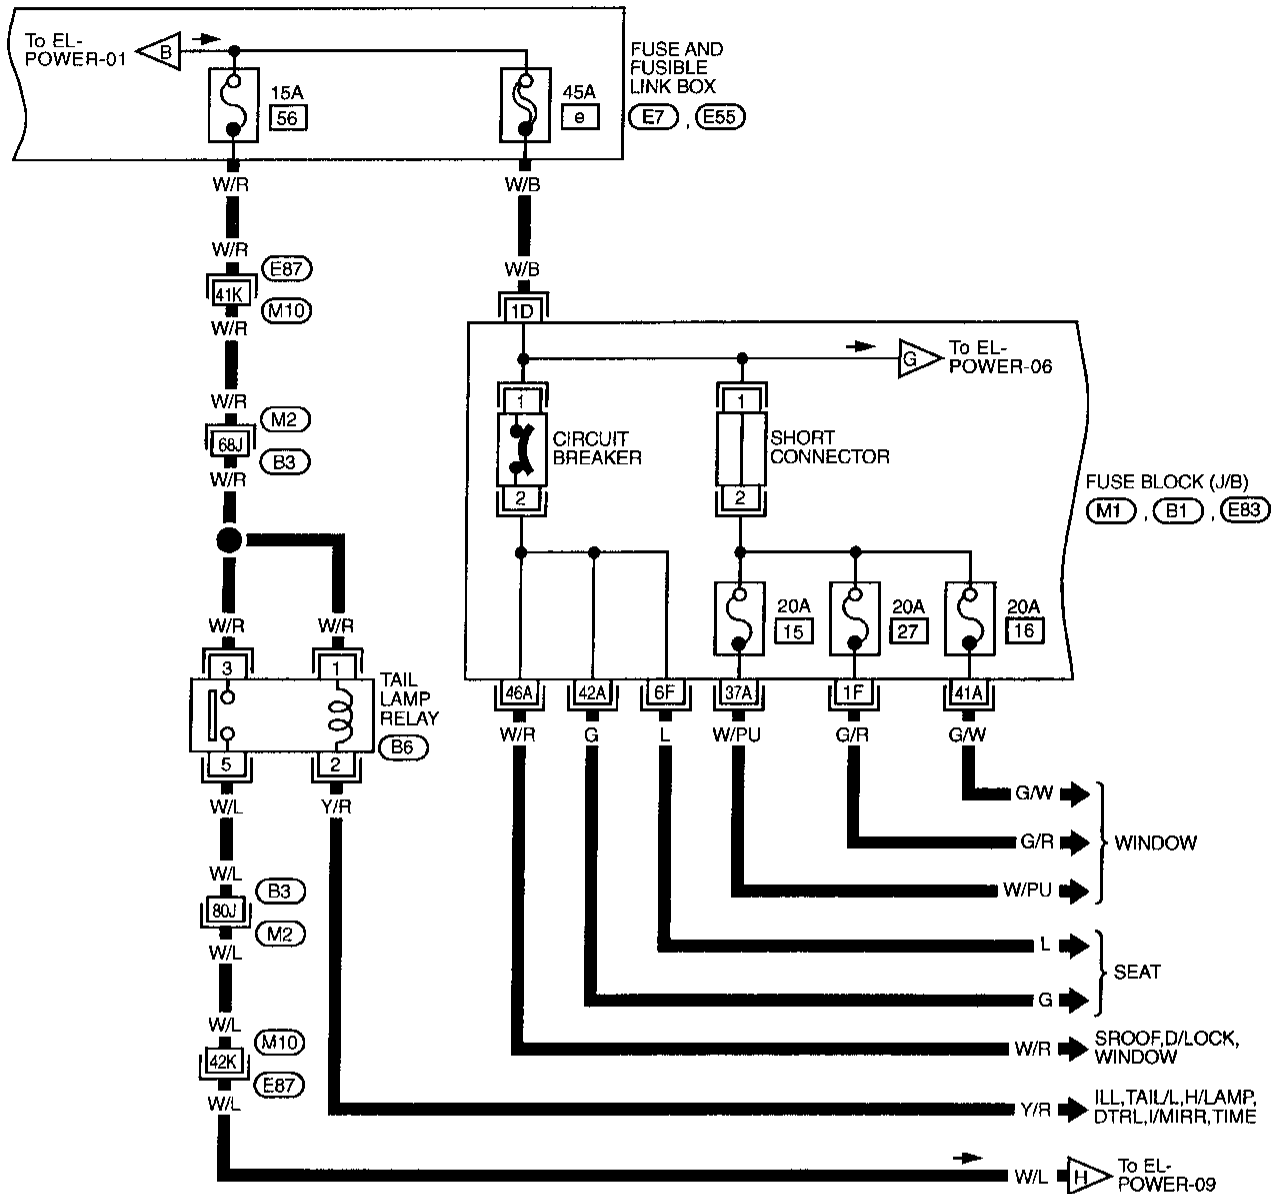 To EL-
POWER-01
B
15A
56
45A
e
FUSE AND
FUSIBLE
LINK BOX
E7 , E55
W/R
W/B
W/R
W/B
E87
41K
M10
W/R
1D
To EL-
POWER-06
G
W/R
M2
68J
B3
W/R
1
CIRCUIT
BREAKER
2
1
SHORT
CONNECTOR
2
FUSE BLOCK (J/B)
M1 , B1 , E83
20A
15
20A
27
20A
16
W/R
W/R
3
1
TAIL
LAMP
RELAY
B6
5
2
46A
42A
6F
37A
1F
41A
W/R
G
L
W/PU
G/R
G/W
W/L
Y/R
G/W
G/R
WINDOW
W/PU
W/L
B3
80J
M2
W/L
L
SEAT
G
W/L
M10
42K
E87
W/L
W/R
SROOF,D/LOCK,
WINDOW
Y/R
ILL,TAIL/L,H/LAMP,
DTRL,I/MIRR,TIME
W/L
H
To EL-
POWER-09